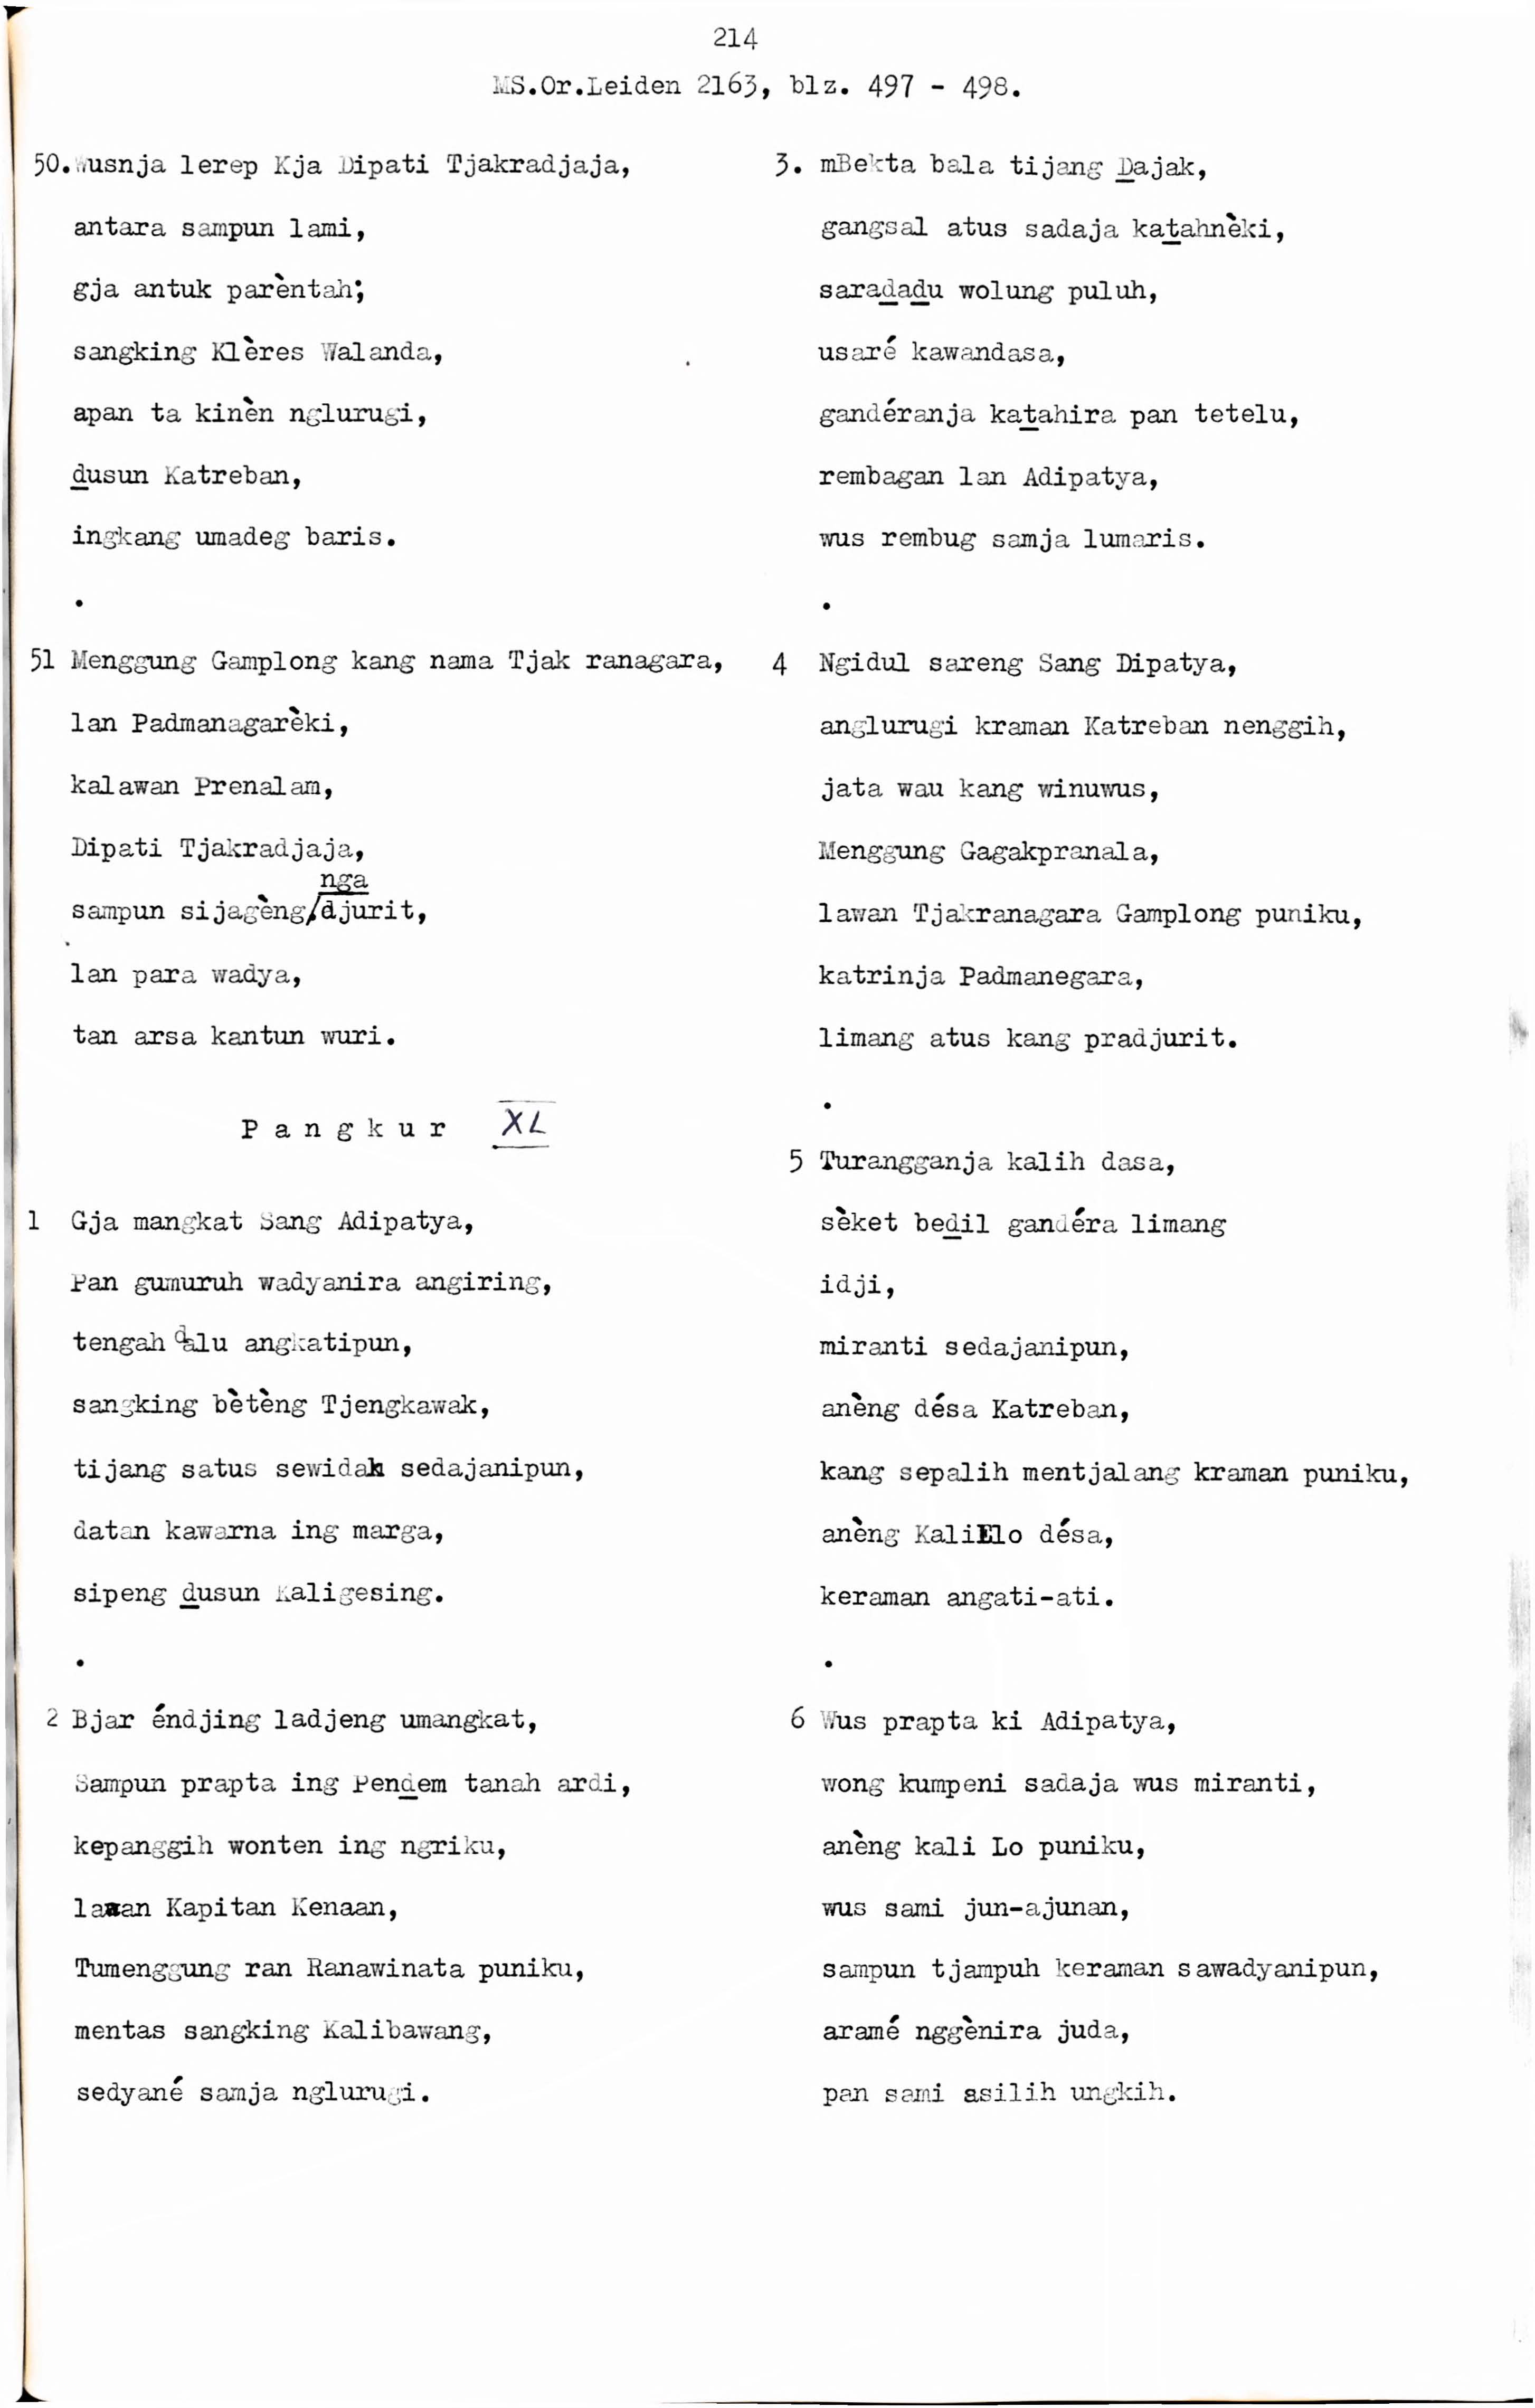 214
MS.Or.Leiden 2163, blz. 497 - 498.
50.Wusnja lerep Kja Dipati Tjakradjaja,
antara sampun lami,
gja antuk parèntah;
sangking Klères Walanda,
apan ta kinèn nglurugi,
ḏusun Katreban,
ingkang umadeg baris.
.
51 Menggung Gamplong kang nama Tjak ranagara,
lan Padmanagarèki,
kalawan Prenalam,
Dipati Tjakradjaja,
nga
sampun sijagèng/djurit,
lan para wadya,
tan arsa kantun wuri.
Pangkur XL
1 Gja mangkat Sang Adipatya,
Pan gumuruh wadyanira angiring,
tengah dalu angkatipun,
sangking bètèng Tjengkawak,
tijang satus sewidak sedajanipun,
datan kawarna ing marga,
sipeng ḏusun Kaligesing.
.
2 Bjar éndjing ladjeng umangkat,
Sampun prapta ing Penḏem tanah ardi,
kepanggih wonten ing ngriku,
lawan Kapitan Kenaan,
Tumenggung ran Ranawinata puniku,
mentas sangking Kalibawang,
sedyané samja nglurugi.
3. mBekta bala tijang Ḏajak,
gangsal atus sadaja kaṯahnèki,
saraḏaḏu wolung puluh,
usaré kawandasa,
gandéranja kaṯahira pan tetelu,
rembagan lan Adipatya,
wus rembug samja lumaris.
.
4 Ngidul sareng Sang Dipatya,
anglurugi kraman Katreban nenggih,
jata wau kang winuwus,
Menggung Gagakpranala,
lawan Tjakranagara Gamplong puniku,
katrinja Padmanegara,
limang atus kang pradjurit.
.
5 Turangganja kalih dasa,
sèket beḏil gandéra limang
idji,
miranti sedajanipun,
anèng désa Katreban,
kang sepalih mentjalang kraman puniku,
anèng KaliElo désa,
keraman angati-ati.
.
6 Wus prapta ki Adipatya,
wong kumpeni sadaja wus miranti,
anèng kali Lo puniku,
wus sami jun-ajunan,
sampun tjampuh keraman sawadyanipun,
aramé nggènira juda,
pan sami asilih ungkih.